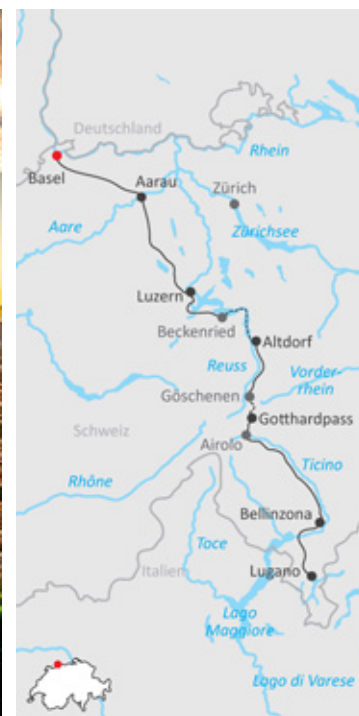 Deutschland
Rhein
Basel
Aarau
Zürich
Aare
Zürichsee
Luzern
Beckenried
Altdorf
Reuss
Vorder-
rhein
Göschenen
Gotthardpass
Schweiz
Airolo
Ticino
Rhône
Bellinzona
Toce
Italien
Lugano
Lago
Maggiore
Lago di Varese